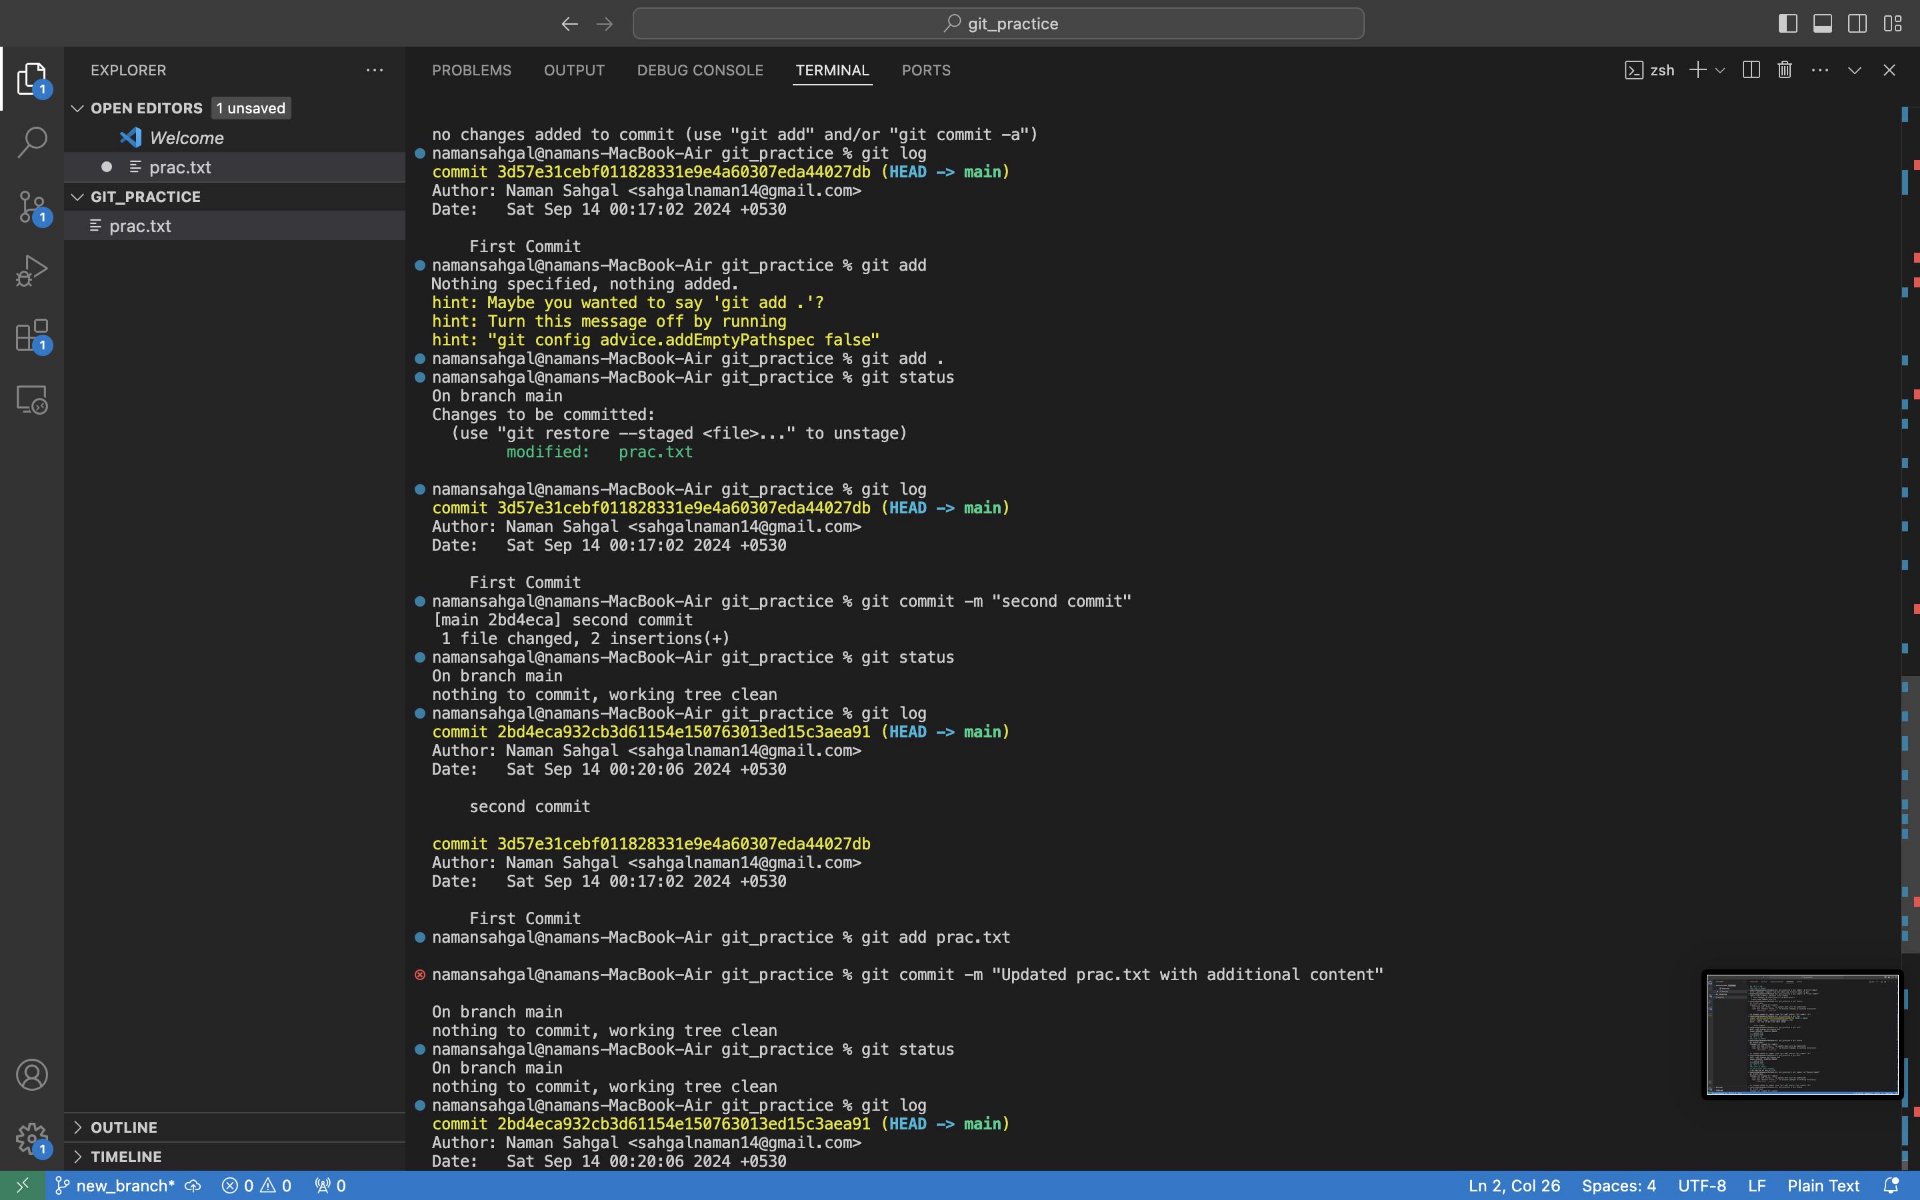 git_practice
EXPLORER
OPEN EDITORS 1 unsaved
Welcome
prac.txt
GIT_PRACTICE
prac.txt
OUTLINE
TIMELINE
1
1
1
1
PROBLEMS OUTPUT DEBUG CONSOLE TERMINAL PORTS
zsh
no changes added to commit (use "git add" and/or "git commit -a")
namansahgal@namans-MacBook-Air git_practice % git log
commit 3d57e31cebf011828331e9e4a60307eda44027db (HEAD -> main)
Author: Naman Sahgal <sahgalnaman14@gmail.com>
Date:   Sat Sep 14 00:17:02 2024 +0530
First Commit
namansahgal@namans-MacBook-Air git_practice % git add
Nothing specified, nothing added.
hint: Maybe you wanted to say 'git add .'?
hint: Turn this message off by running
hint: "git config advice.addEmptyPathspec false"
namansahgal@namans-MacBook-Air git_practice % git add .
namansahgal@namans-MacBook-Air git_practice % git status
On branch main
Changes to be committed:
(use "git restore --staged <file>..." to unstage)
modified:   prac.txt
namansahgal@namans-MacBook-Air git_practice % git log
commit 3d57e31cebf011828331e9e4a60307eda44027db (HEAD -> main)
Author: Naman Sahgal <sahgalnaman14@gmail.com>
Date:   Sat Sep 14 00:17:02 2024 +0530
First Commit
namansahgal@namans-MacBook-Air git_practice % git commit -m "second commit"
[main 2bd4eca] second commit
1 file changed, 2 insertions(+)
namansahgal@namans-MacBook-Air git_practice % git status
On branch main
nothing to commit, working tree clean
namansahgal@namans-MacBook-Air git_practice % git log
commit 2bd4eca932cb3d61154e150763013ed15c3aea91 (HEAD -> main)
Author: Naman Sahgal <sahgalnaman14@gmail.com>
Date:   Sat Sep 14 00:20:06 2024 +0530
second commit
commit 3d57e31cebf011828331e9e4a60307eda44027db
Author: Naman Sahgal <sahgalnaman14@gmail.com>
Date:   Sat Sep 14 00:17:02 2024 +0530
First Commit
namansahgal@namans-MacBook-Air git_practice % git add prac.txt
namansahgal@namans-MacBook-Air git_practice % git commit -m "Updated prac.txt with additional content"
On branch main
nothing to commit, working tree clean
namansahgal@namans-MacBook-Air git_practice % git status
On branch main
nothing to commit, working tree clean
namansahgal@namans-MacBook-Air git_practice % git log
commit 2bd4eca932cb3d61154e150763013ed15c3aea91 (HEAD -> main)
Author: Naman Sahgal <sahgalnaman14@gmail.com>
Date:   Sat Sep 14 00:20:06 2024 +0530
new_branch* 0 0 0 Ln 2, Col 26 Spaces: 4 UTF-8 LF Plain Text